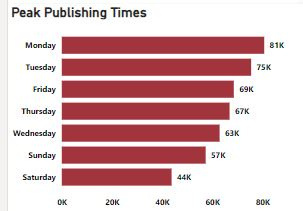 Peak Publishing Times
Monday 81K
Tuesday 75K
Friday 69K
Thursday 67K
Wednesday 63K
Sunday 57K
Saturday 44K
0K 20K 40K 60K 80K